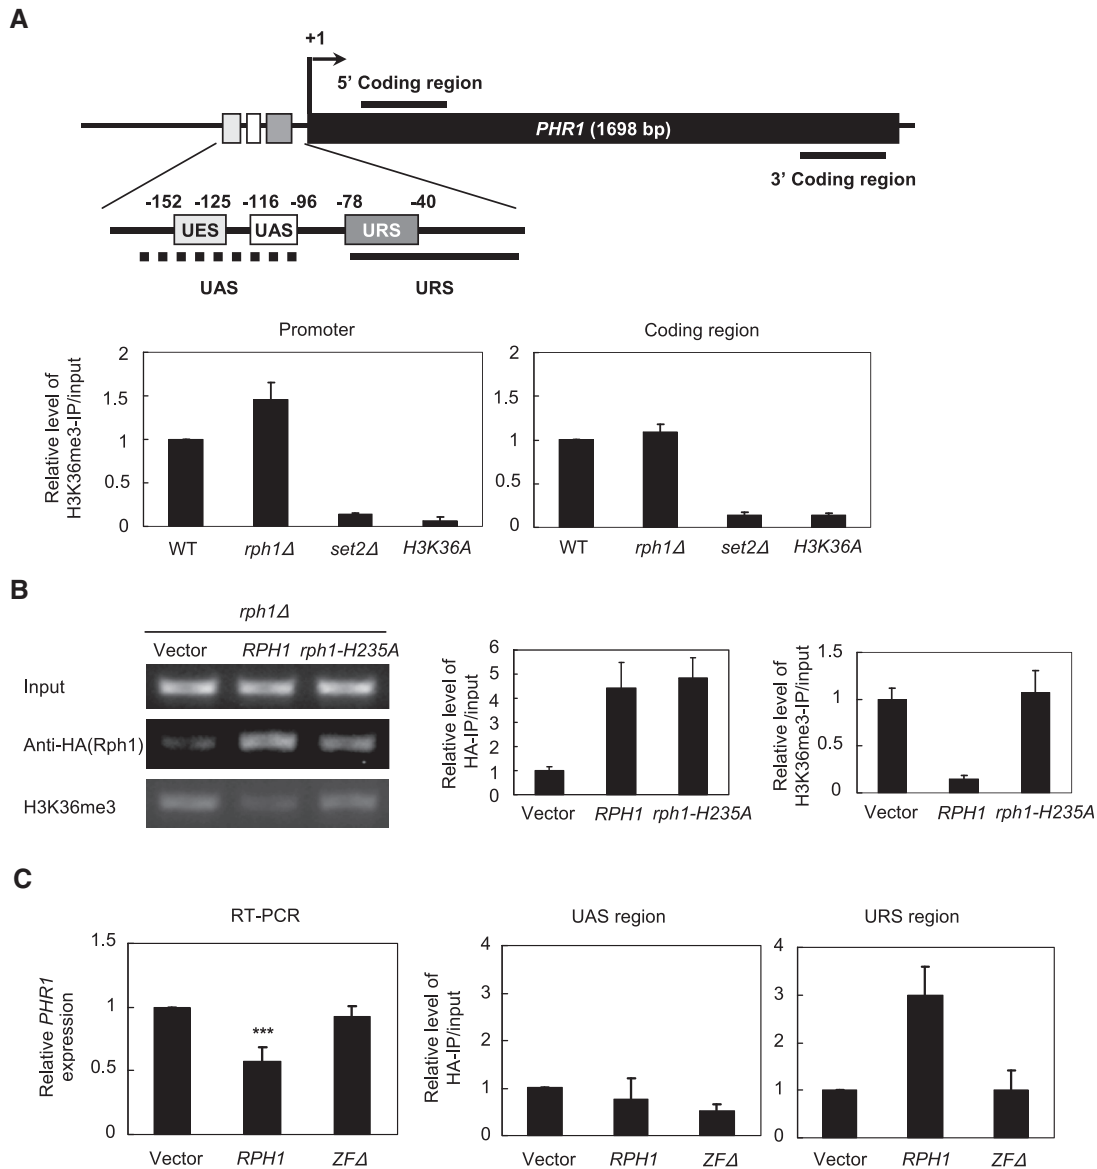 A
+1
5’ Coding region
PHR1 (1698 bp)
3’ Coding region
-152 -125 -116 -96 -78 -40
UES UAS URS
UAS URS
Promoter
Relative level of
H3K36me3-IP/input
2
1.5
1
0.5
0
WT rph1Δ set2Δ H3K36A
Coding region
2
1.5
1
0.5
0
WT rph1Δ set2Δ H3K36A
B
rph1Δ
Vector RPH1 rph1-H235A
Input
Anti-HA(Rph1)
H3K36me3
Relative level of
HA-IP/input
6
5
4
3
2
1
0
Vector RPH1 rph1-H235A
Relative level of
H3K36me3-IP/input
1.5
1
0.5
0
Vector RPH1 rph1-H235A
C
RT-PCR
Relative PHR1
expression
1.5
1
0.5
0
***
Vector RPH1 ZFΔ
UAS region
Relative level of
HA-IP/input
4
3
2
1
0
Vector RPH1 ZFΔ
URS region
4
3
2
1
0
Vector RPH1 ZFΔ